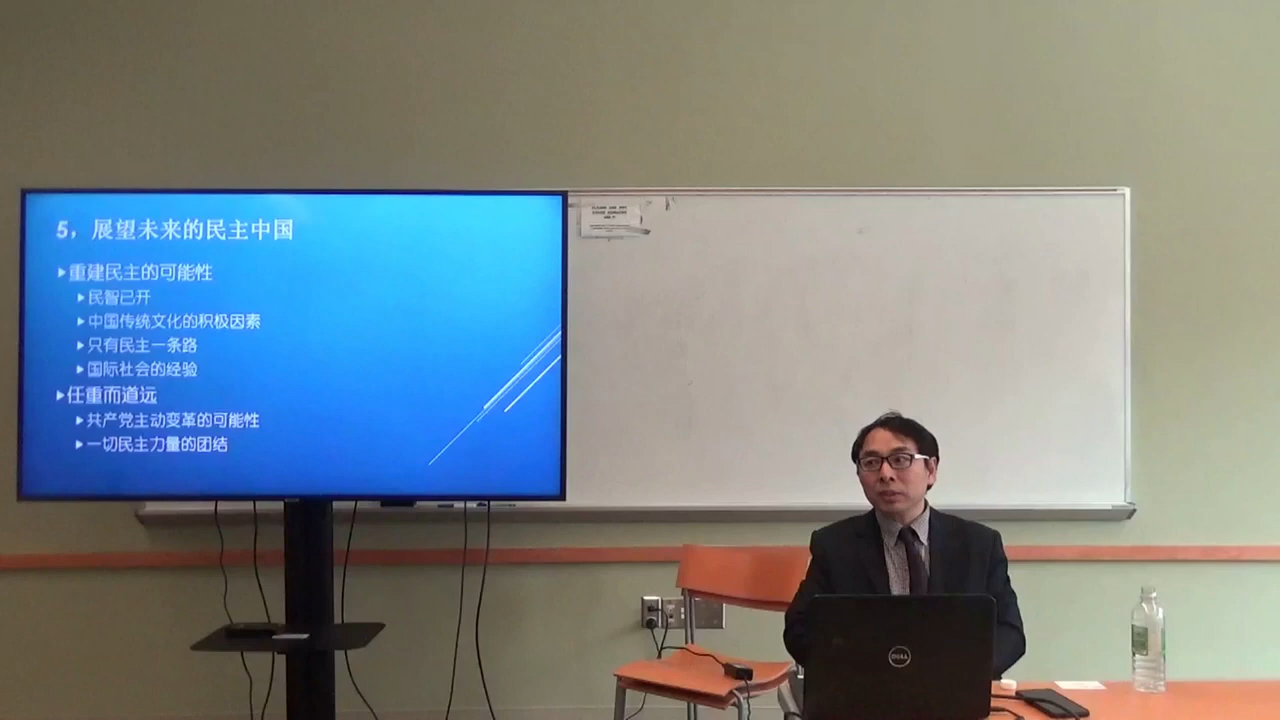 5，展望未来的民主中国
重建民主的可能性
民智已开
中国传统文化的积极因素
只有民主一条路
国际社会的经验
任重而道远
共产党主动变革的可能性
一切民主力量的团结
DELL